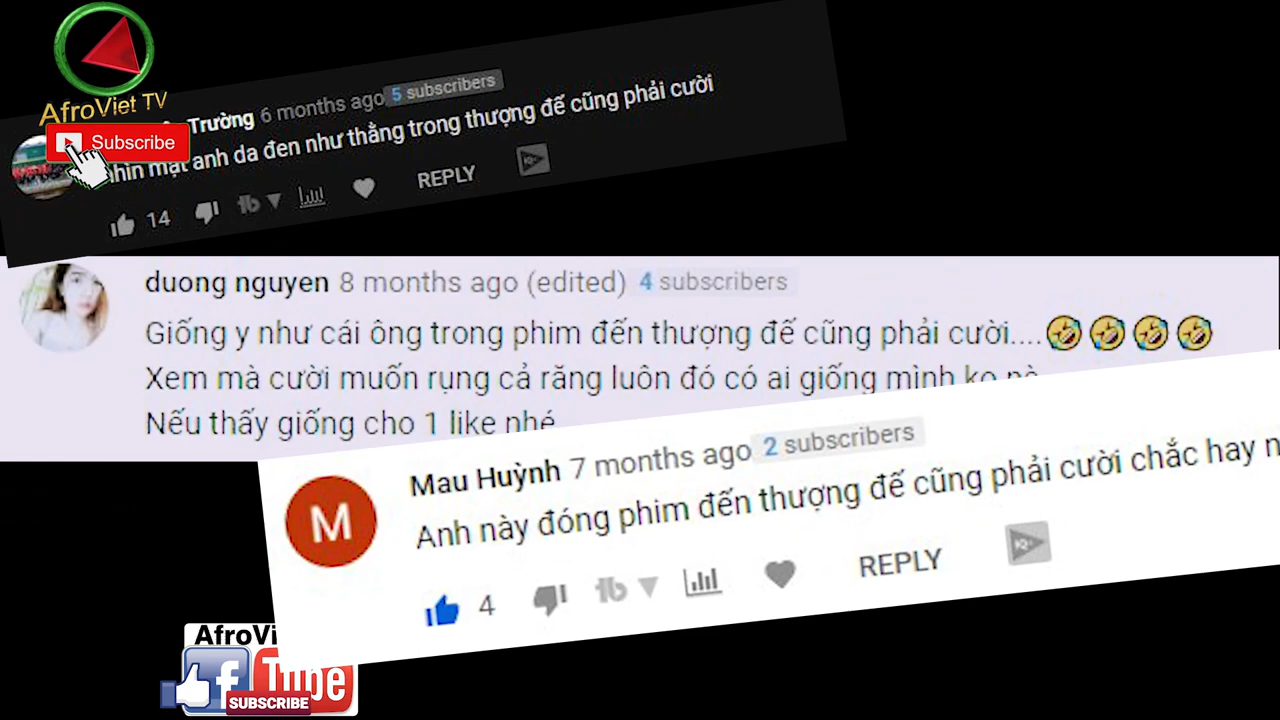 AfroViet TV
Subscribe
Trường 6 months ago 5 subscribers
nhìn mặt anh da đen như thằng trong thượng đế cũng phải cười
14 REPLY
duong nguyen 8 months ago (edited) 4 subscribers
Giống y như cái ông trong phim đến thượng đế cũng phải cười....🤣🤣🤣🤣
Xem mà cười muốn rụng cả răng luôn đó có ai giống mình ko nè
Nếu thấy giống cho 1 like nhé
Mau Huỳnh 7 months ago 2 subscribers
Anh này đóng phim đến thượng đế cũng phải cười chắc hay
4 REPLY
M
AfroVi
f Tube
SUBSCRIBE